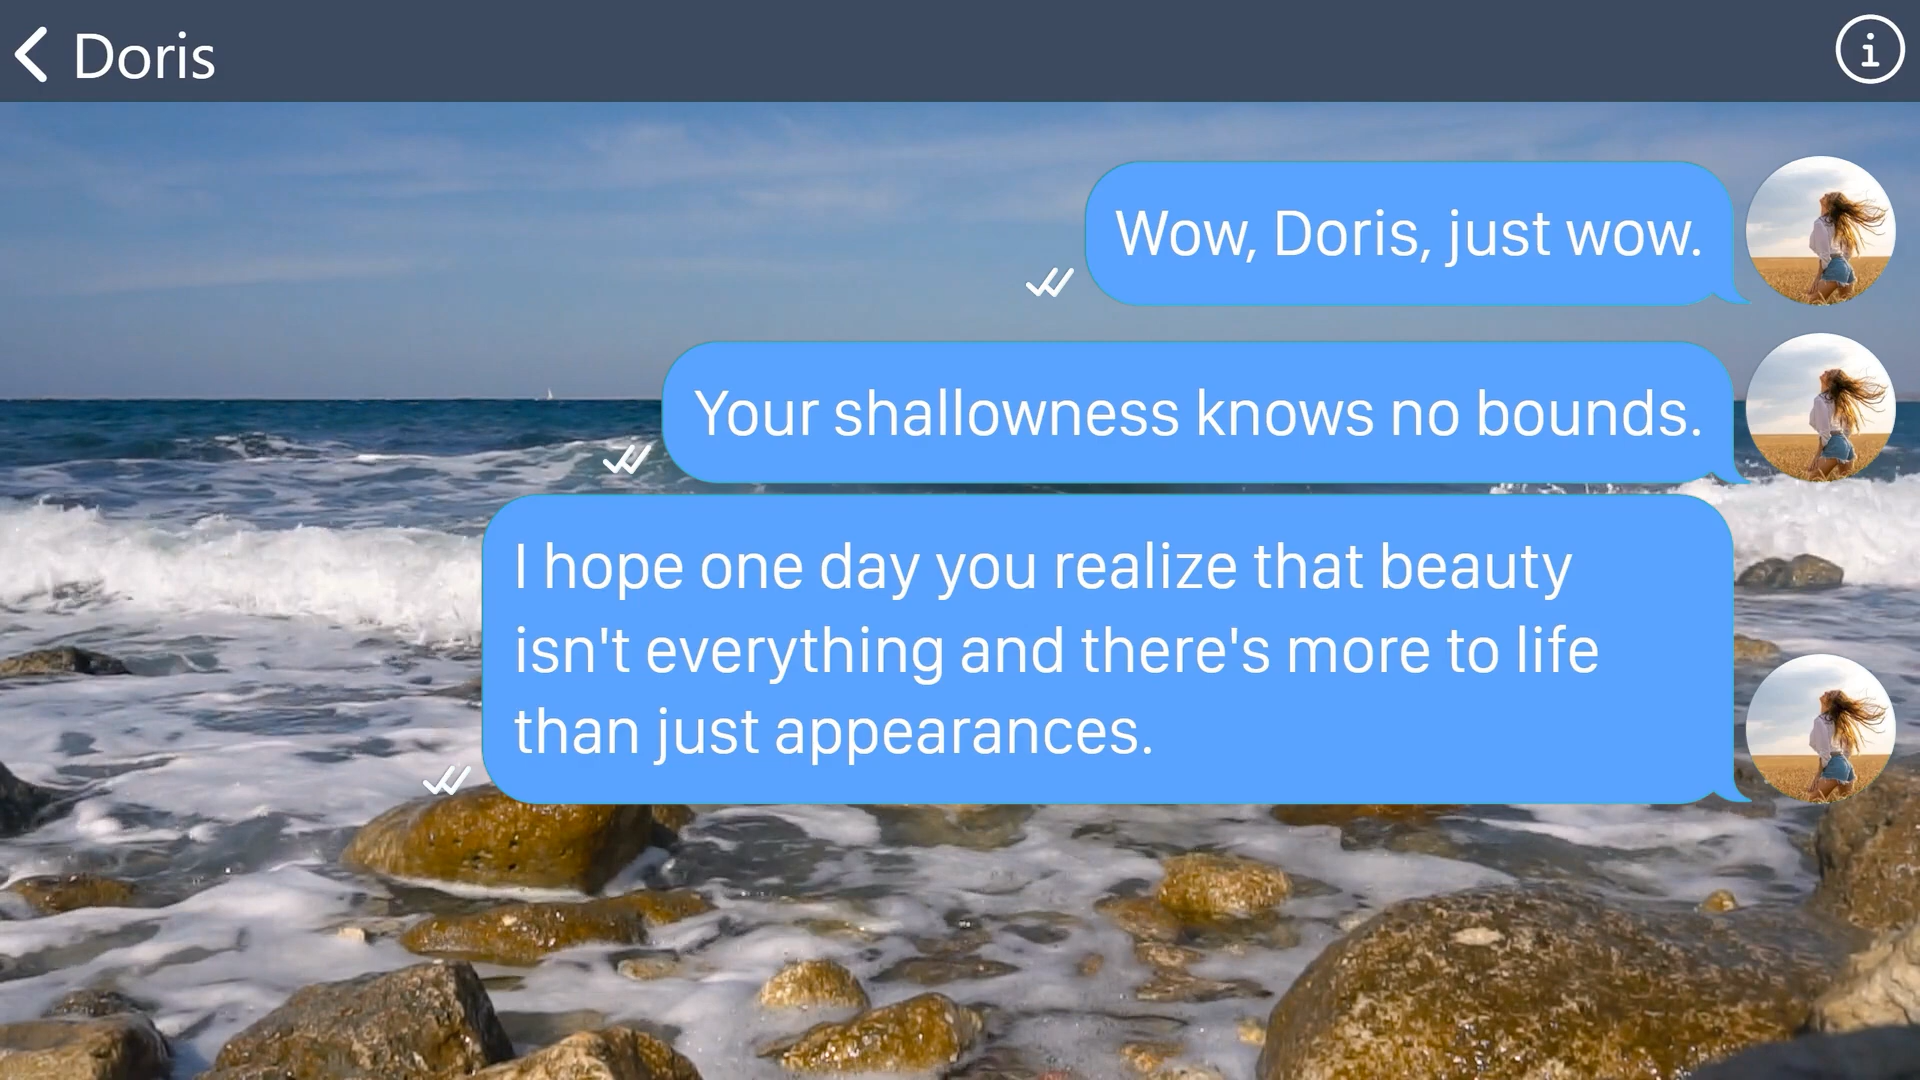 Doris
Wow, Doris, just wow.
Your shallowness knows no bounds.
I hope one day you realize that beauty
isn't everything and there's more to life
than just appearances.